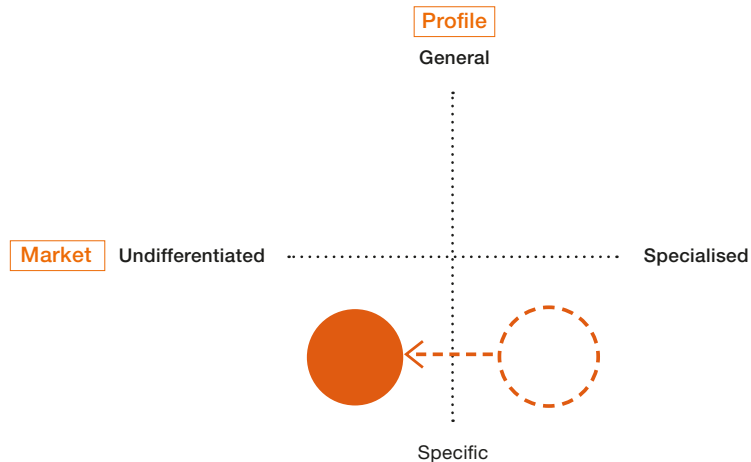 Profile
General
Market Undifferentiated Specialised
Specific